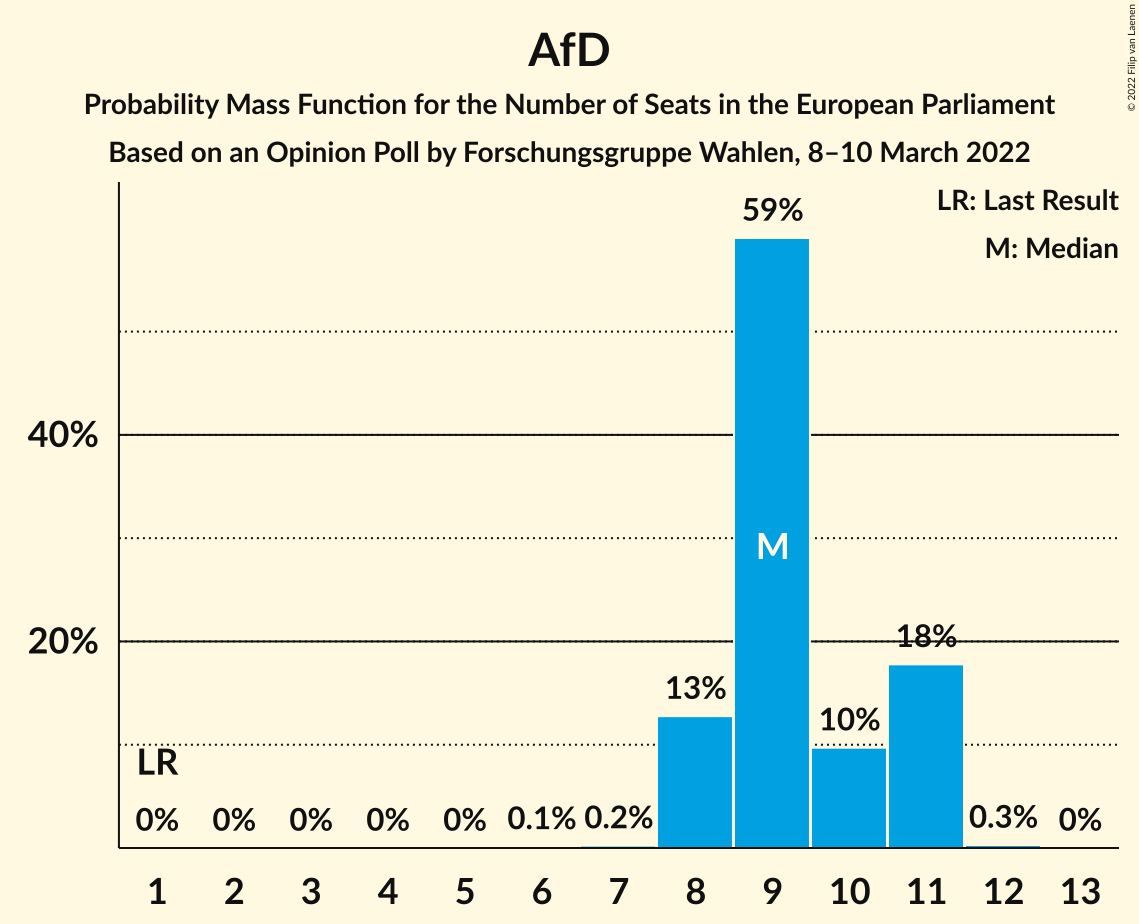 AfD
Probability Mass Function for the Number of Seats in the European Parliament
Based on an Opinion Poll by Forschungsgruppe Wahlen, 8–10 March 2022
© 2022 Filip van Laenen
LR: Last Result
M: Median
59%
40%
M
20%
18%
13%
10%
LR
0% 0% 0% 0% 0% 0.1% 0.2% 0.3% 0%
1 2 3 4 5 6 7 8 9 10 11 12 13